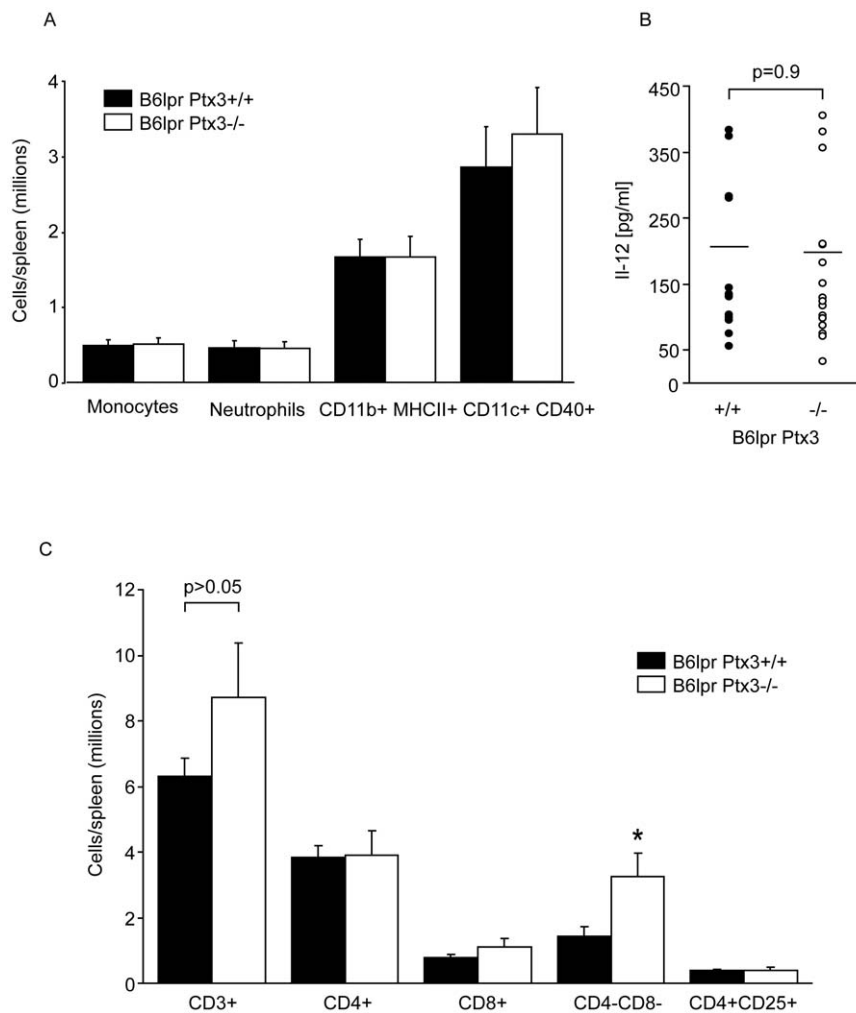 A
B6lpr Ptx3+/+
B6lpr Ptx3-/-
Cells/spleen (millions)
4
3
2
1
0
Monocytes Neutrophils CD11b+ MHCII+ CD11c+ CD40+
B
p=0.9
Il-12 [pg/ml]
450
350
250
150
50
0
+/+ -/-
B6lpr Ptx3
C
p>0.05
B6lpr Ptx3+/+
B6lpr Ptx3-/-
Cells/spleen (millions)
12
10
8
6
4
2
0
*
CD3+ CD4+ CD8+ CD4-CD8- CD4+CD25+